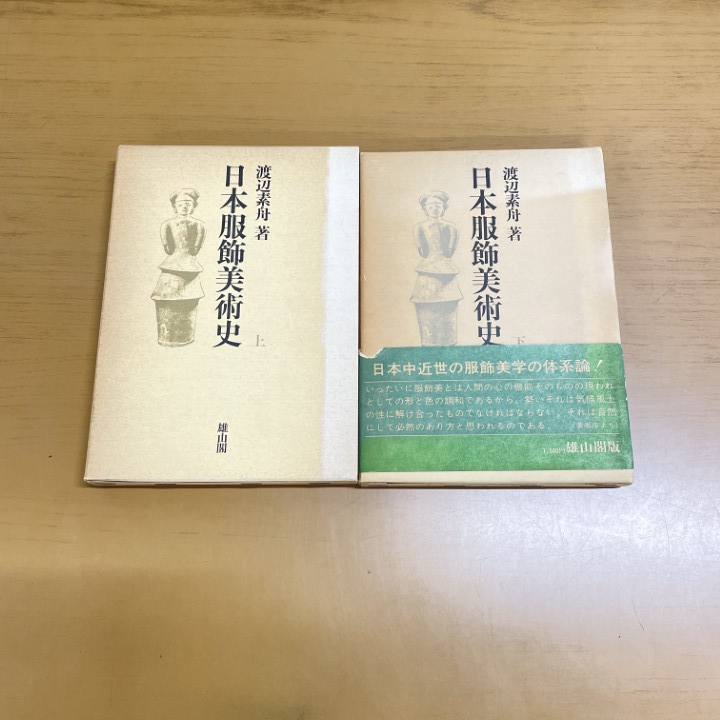 渡辺素舟 著
日本服飾美術史
上
雄山閣
渡辺素舟 著
日本服飾美術史
下
日本中近世の服飾美学の体系論!
いったいに服飾美とは人間の心の機能そのものの現われ
としての形と色の調和であるから、装いそれは気候風土
の性に解け合ったものでなければならない。それは自然
にして必然のあり方と思われるのである。
雄山閣版